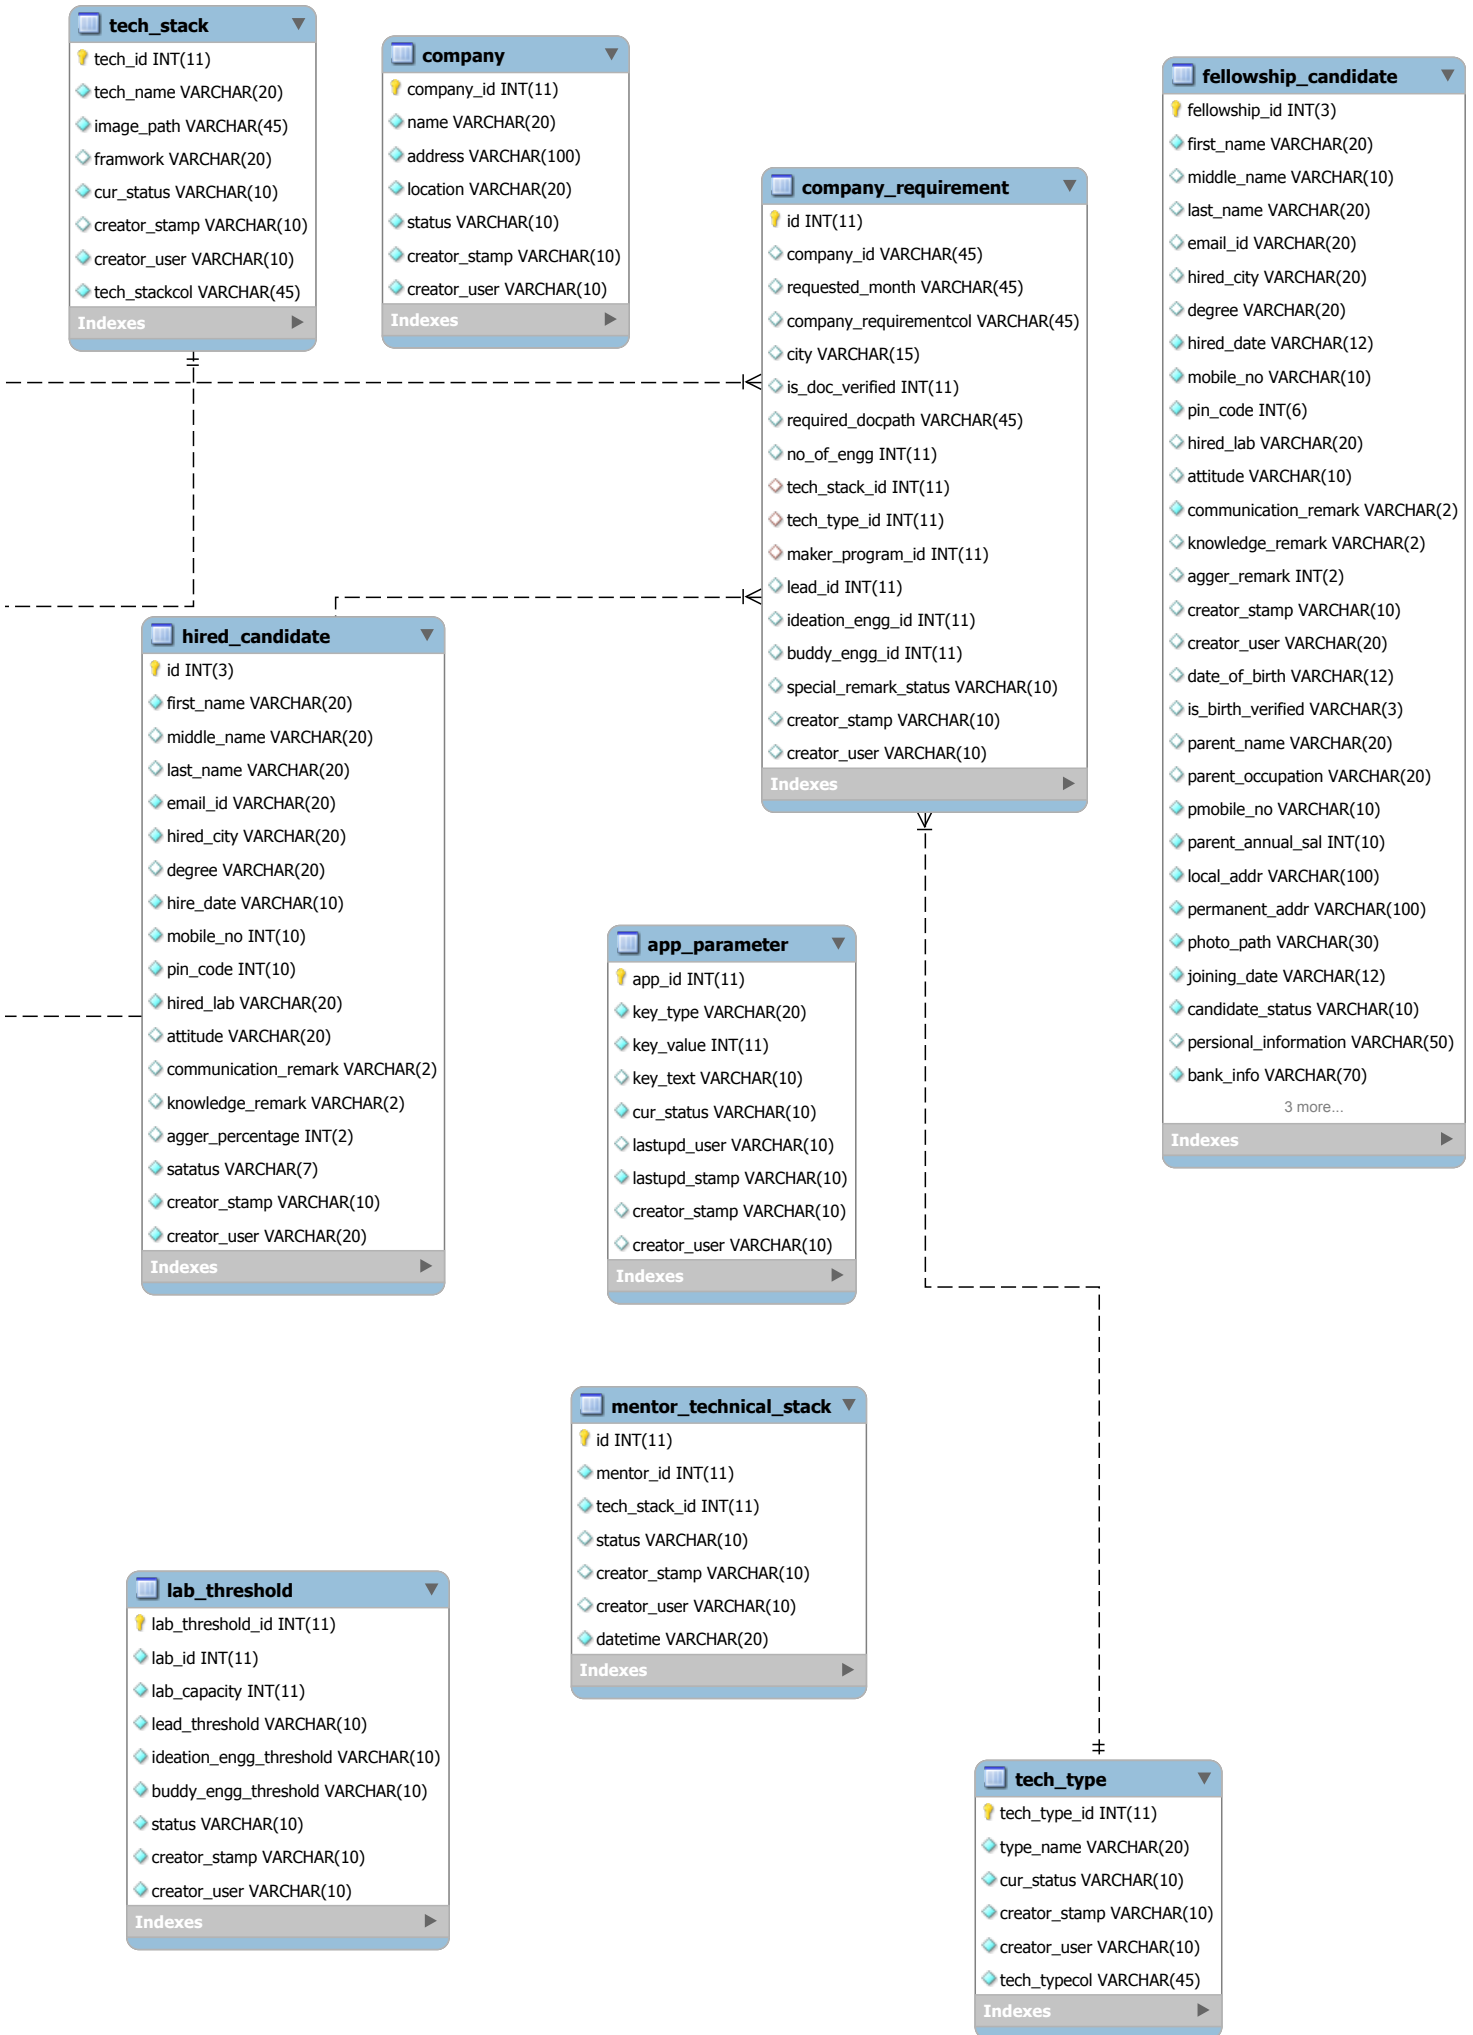 tech_stack
tech_id INT(11)
tech_name VARCHAR(20)
image_path VARCHAR(45)
framwork VARCHAR(20)
cur_status VARCHAR(10)
creator_stamp VARCHAR(10)
creator_user VARCHAR(10)
tech_stackcol VARCHAR(45)
Indexes
company
company_id INT(11)
name VARCHAR(20)
address VARCHAR(100)
location VARCHAR(20)
status VARCHAR(10)
creator_stamp VARCHAR(10)
creator_user VARCHAR(10)
Indexes
company_requirement
id INT(11)
company_id VARCHAR(45)
requested_month VARCHAR(45)
company_requirementcol VARCHAR(45)
city VARCHAR(15)
is_doc_verified INT(11)
required_docpath VARCHAR(45)
no_of_engg INT(11)
tech_stack_id INT(11)
tech_type_id INT(11)
maker_program_id INT(11)
lead_id INT(11)
ideation_engg_id INT(11)
buddy_engg_id INT(11)
special_remark_status VARCHAR(10)
creator_stamp VARCHAR(10)
creator_user VARCHAR(10)
Indexes
fellowship_candidate
fellowship_id INT(3)
first_name VARCHAR(20)
middle_name VARCHAR(10)
last_name VARCHAR(20)
email_id VARCHAR(20)
hired_city VARCHAR(20)
degree VARCHAR(20)
hired_date VARCHAR(12)
mobile_no VARCHAR(10)
pin_code INT(6)
hired_lab VARCHAR(20)
attitude VARCHAR(10)
communication_remark VARCHAR(2)
knowledge_remark VARCHAR(2)
agger_remark INT(2)
creator_stamp VARCHAR(10)
creator_user VARCHAR(20)
date_of_birth VARCHAR(12)
is_birth_verified VARCHAR(3)
parent_name VARCHAR(20)
parent_occupation VARCHAR(20)
pmobile_no VARCHAR(10)
parent_annual_sal INT(10)
local_addr VARCHAR(100)
permanent_addr VARCHAR(100)
photo_path VARCHAR(30)
joining_date VARCHAR(12)
candidate_status VARCHAR(10)
persional_information VARCHAR(50)
bank_info VARCHAR(70)
3 more...
Indexes
hired_candidate
id INT(3)
first_name VARCHAR(20)
middle_name VARCHAR(20)
last_name VARCHAR(20)
email_id VARCHAR(20)
hired_city VARCHAR(20)
degree VARCHAR(20)
hire_date VARCHAR(10)
mobile_no INT(10)
pin_code INT(10)
hired_lab VARCHAR(20)
attitude VARCHAR(20)
communication_remark VARCHAR(2)
knowledge_remark VARCHAR(2)
agger_percentage INT(2)
satatus VARCHAR(7)
creator_stamp VARCHAR(10)
creator_user VARCHAR(20)
Indexes
app_parameter
app_id INT(11)
key_type VARCHAR(20)
key_value INT(11)
key_text VARCHAR(10)
cur_status VARCHAR(10)
lastupd_user VARCHAR(10)
lastupd_stamp VARCHAR(10)
creator_stamp VARCHAR(10)
creator_user VARCHAR(10)
Indexes
mentor_technical_stack
id INT(11)
mentor_id INT(11)
tech_stack_id INT(11)
status VARCHAR(10)
creator_stamp VARCHAR(10)
creator_user VARCHAR(10)
datetime VARCHAR(20)
Indexes
lab_threshold
lab_threshold_id INT(11)
lab_id INT(11)
lab_capacity INT(11)
lead_threshold VARCHAR(10)
ideation_engg_threshold VARCHAR(10)
buddy_engg_threshold VARCHAR(10)
status VARCHAR(10)
creator_stamp VARCHAR(10)
creator_user VARCHAR(10)
Indexes
tech_type
tech_type_id INT(11)
type_name VARCHAR(20)
cur_status VARCHAR(10)
creator_stamp VARCHAR(10)
creator_user VARCHAR(10)
tech_typecol VARCHAR(45)
Indexes